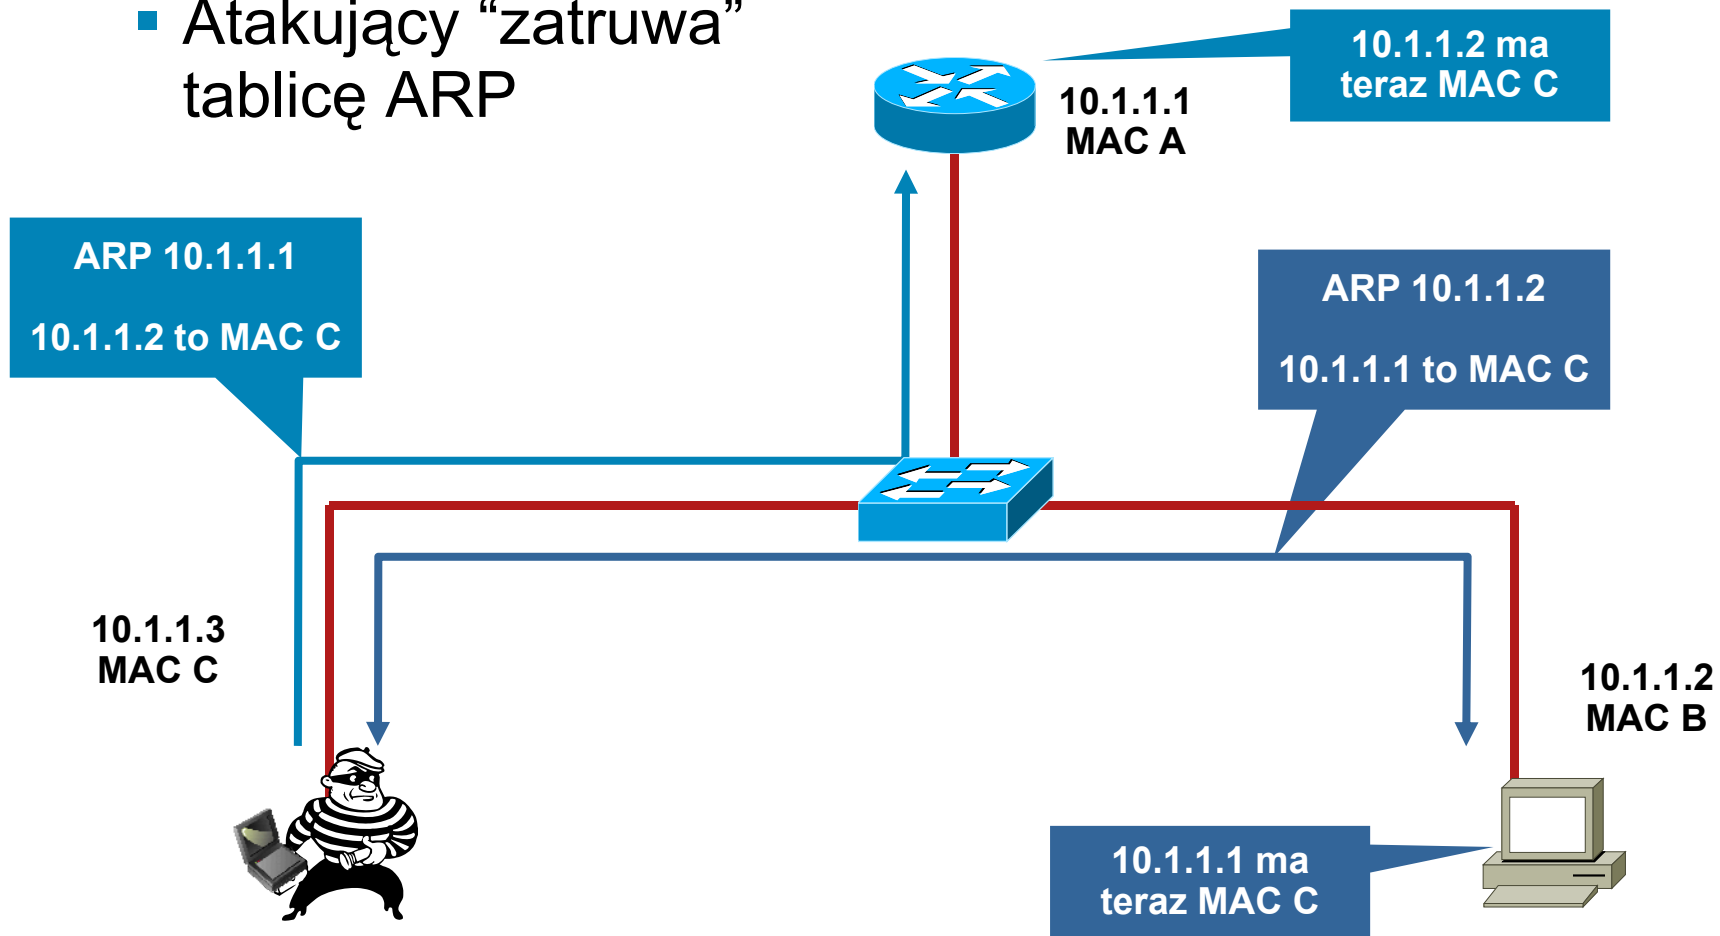 Atakujący “zatruwa”
tablicę ARP
10.1.1.2 ma
teraz MAC C
10.1.1.1
MAC A
ARP 10.1.1.1
10.1.1.2 to MAC C
ARP 10.1.1.2
10.1.1.1 to MAC C
10.1.1.3
MAC C
10.1.1.2
MAC B
10.1.1.1 ma
teraz MAC C